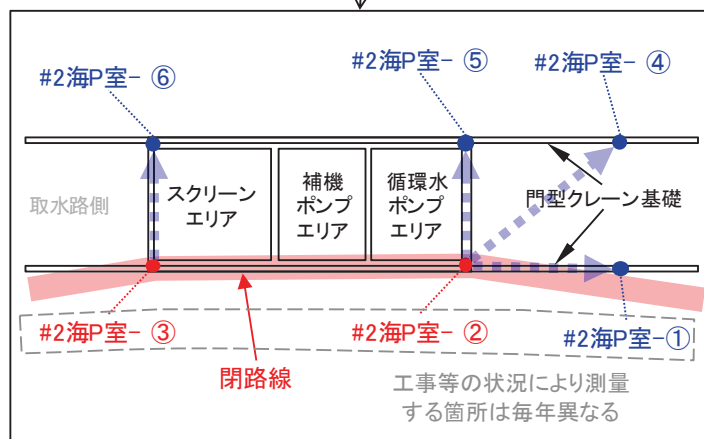 #2海P室- ⑥
#2海P室- ⑤
#2海P室- ④
取水路側
スクリーン
エリア
補機
ポンプ
エリア
循環水
ポンプ
エリア
門型クレーン基礎
#2海P室- ③
#2海P室- ②
#2海P室-①
閉路線
工事等の状況により測量
する箇所は毎年異なる